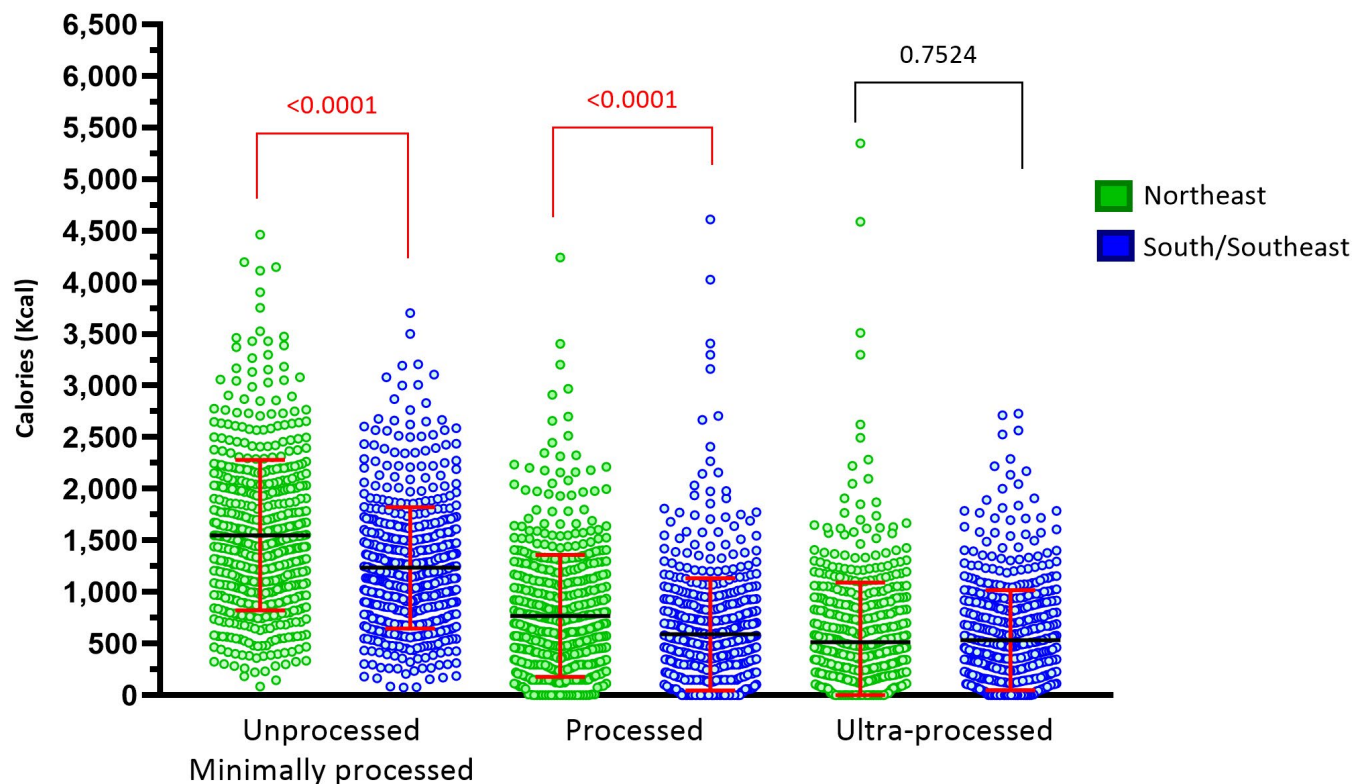 6,500
6,000
5,500
5,000
4,500
4,000
3,500
3,000
2,500
2,000
1,500
1,000
500
0
Calories (Kcal)
<0.0001
<0.0001
0.7524
Northeast
South/Southeast
Unprocessed
Minimally processed
Processed
Ultra-processed